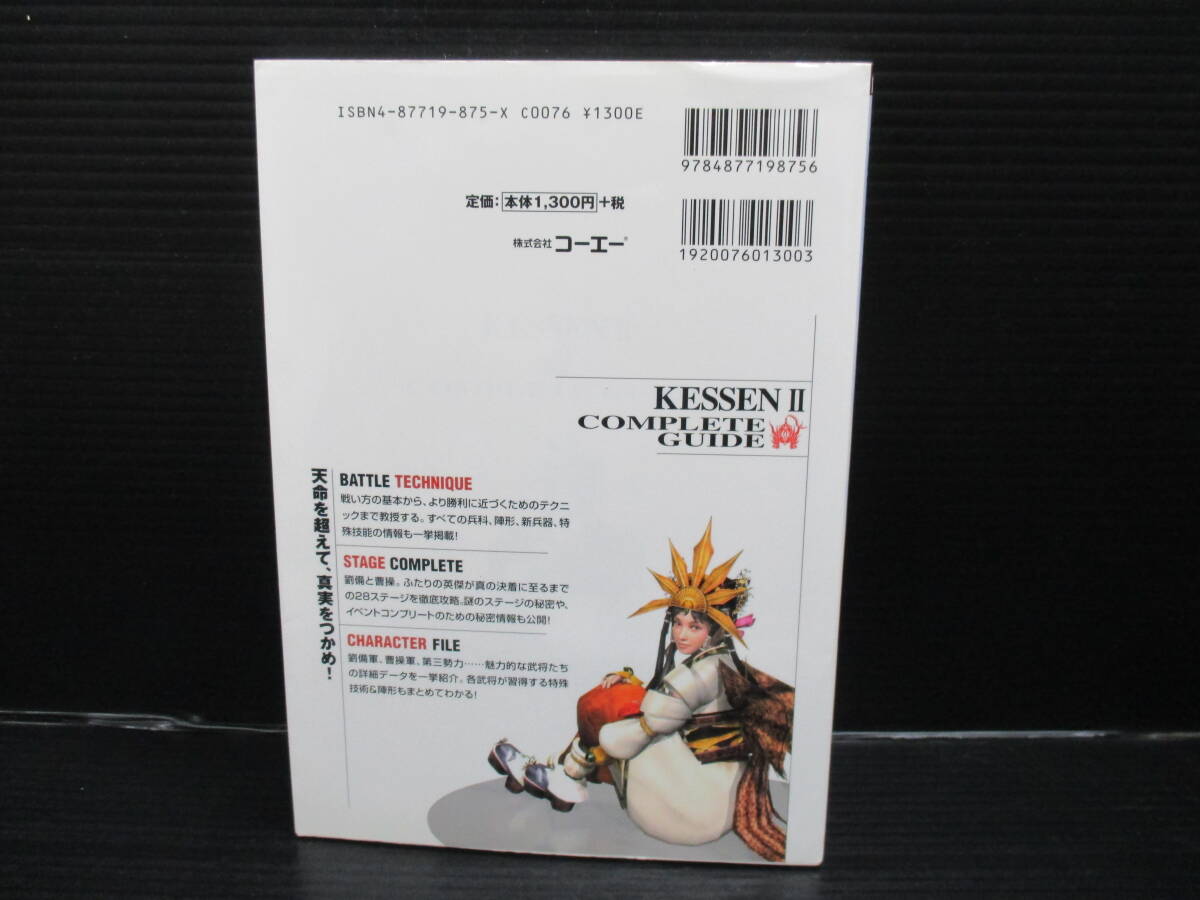 ISBN4-87719-875-X C0076 ¥1300E
9784877198756
定価：本体1,300円+税
株式会社コーエー®
1920076013003
KESSEN II
COMPLETE
GUIDE
天命を超えて、真実をつかめ！
BATTLE TECHNIQUE
戦い方の基本から、より勝利に近づくためのテクニ
ックまで教授する。すべての兵科、陣形、新兵器、特
殊技能の情報も一挙掲載！
STAGE COMPLETE
劉備と曹操。ふたりの英傑が真の決着に至るまで
の28ステージを徹底攻略。謎のステージの秘密や、
イベントコンプリートのための秘密情報も公開！
CHARACTER FILE
劉備軍、曹操軍、第三勢力……魅力的な武将たち
の詳細データを一挙紹介。各武将が習得する特殊
技術&陣形もまとめてわかる！